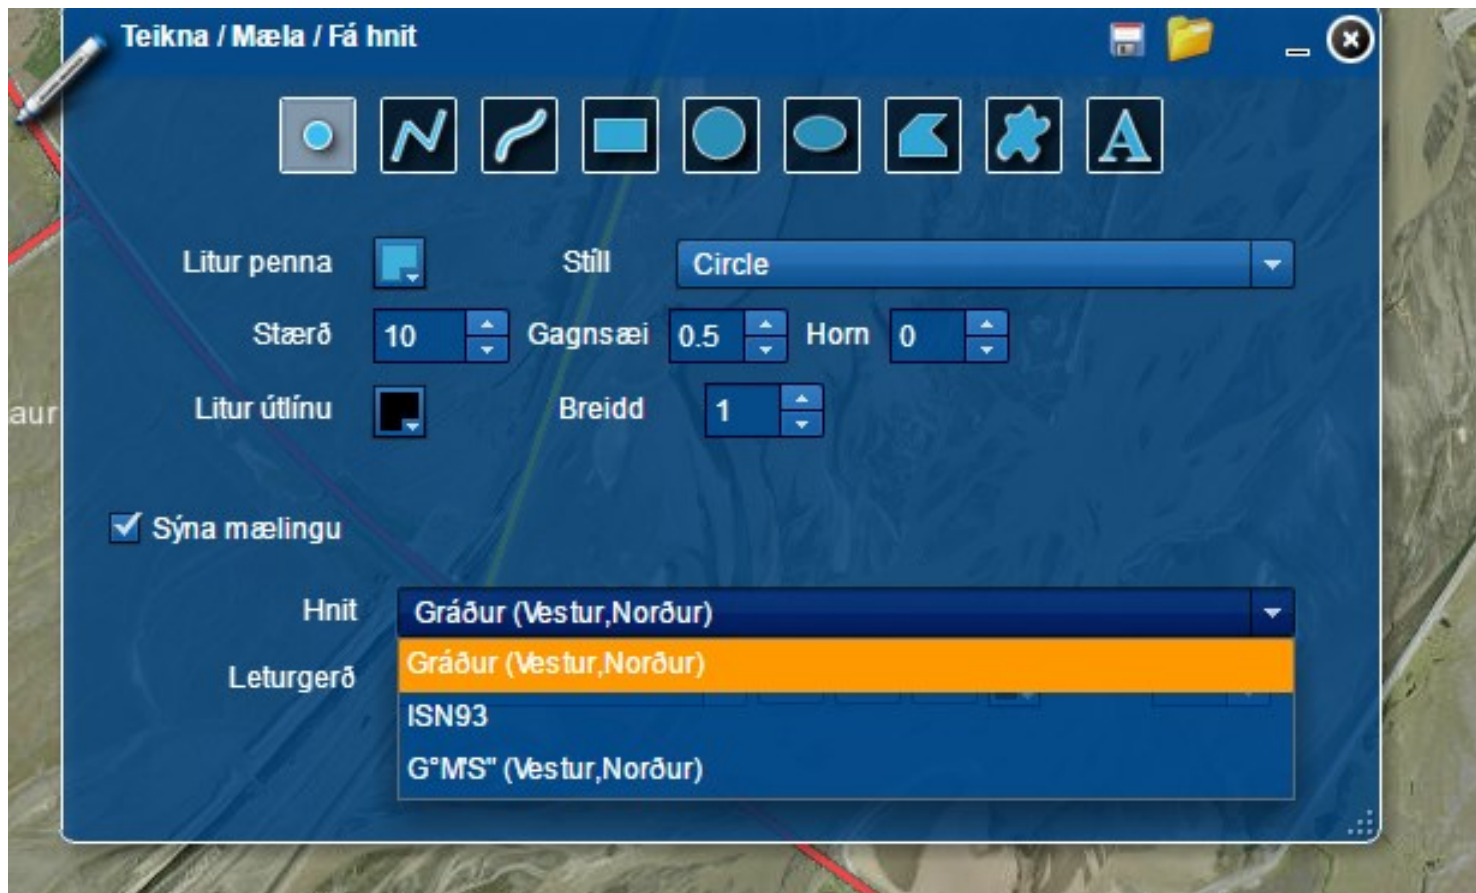 Teikna / Mæla / Fá hnit
A
Litur penna Stíll Circle
Stærð 10 Gagnsæi 0.5 Horn 0
aur Litur útlínu Breidd 1
Sýna mælingu
Hnit Gráður (Vestur,Norður)
Leturgerð Gráður (Vestur,Norður)
ISN93
G°M'S" (Vestur,Norður)